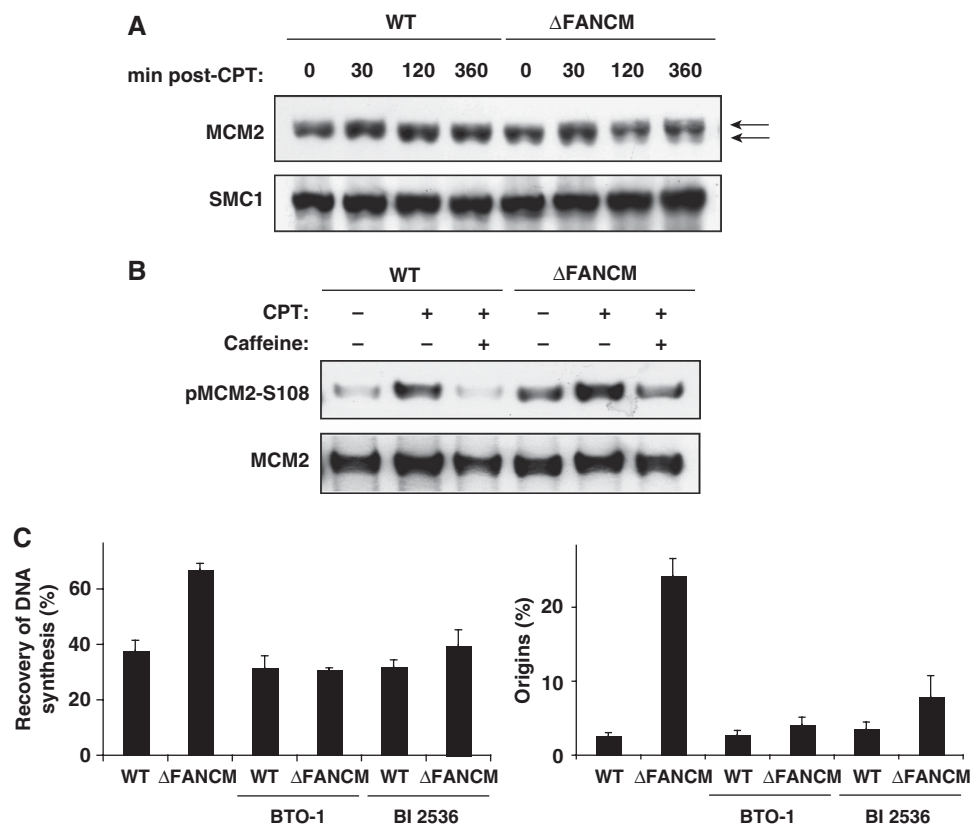 A
WT ΔFANCM
min post-CPT: 0 30 120 360 0 30 120 360
MCM2
SMC1
B
WT ΔFANCM
CPT: – + + – + +
Caffeine: – – + – – +
pMCM2-S108
MCM2
C
Recovery of DNA
synthesis (%)
60
40
20
0
WT ΔFANCM WT ΔFANCM WT ΔFANCM
BTO-1 BI 2536
Origins (%)
20
10
0
WT ΔFANCM WT ΔFANCM WT ΔFANCM
BTO-1 BI 2536